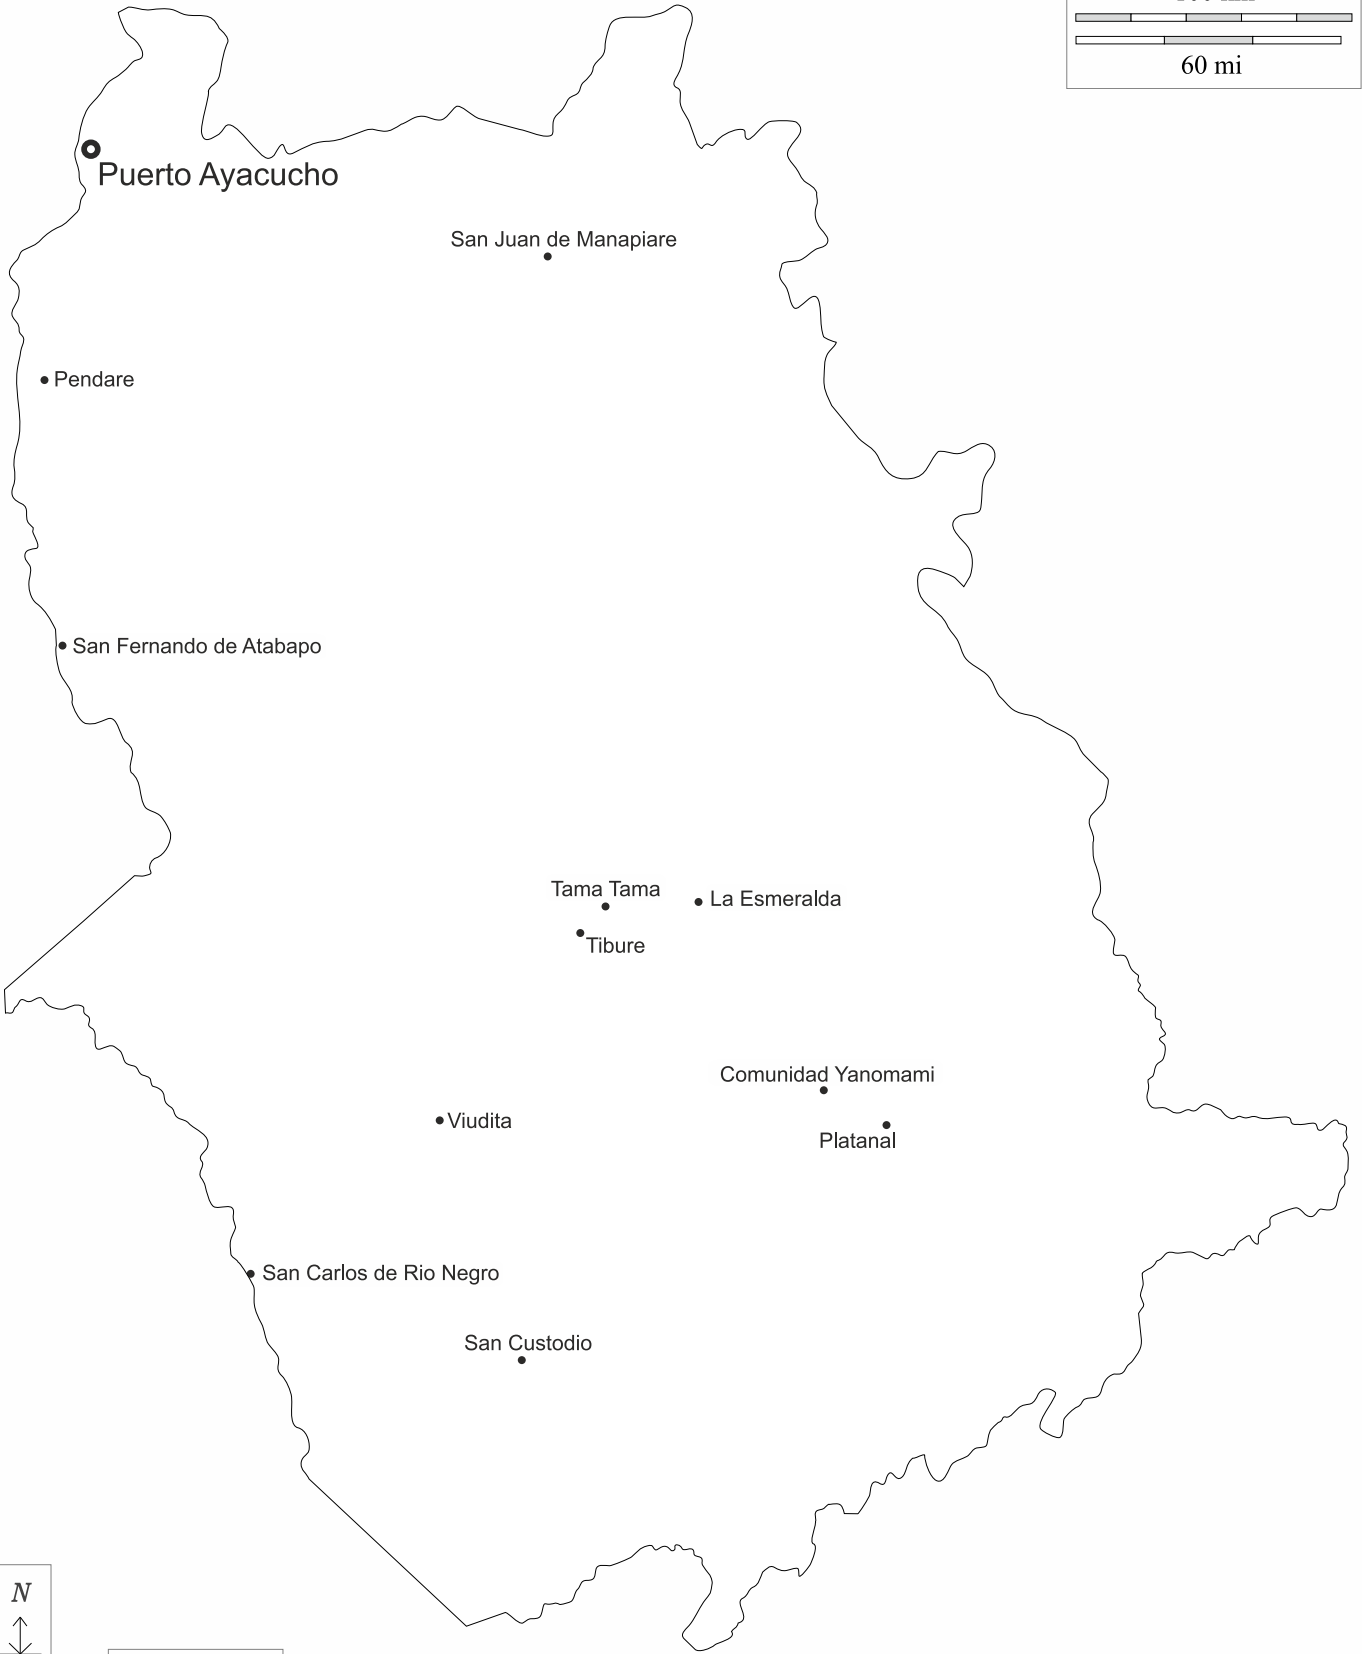 60 mi
Puerto Ayacucho
San Juan de Manapiare
Pendare
San Fernando de Atabapo
Tama Tama
La Esmeralda
Tibure
Comunidad Yanomami
Viudita
Platanal
San Carlos de Rio Negro
San Custodio
N